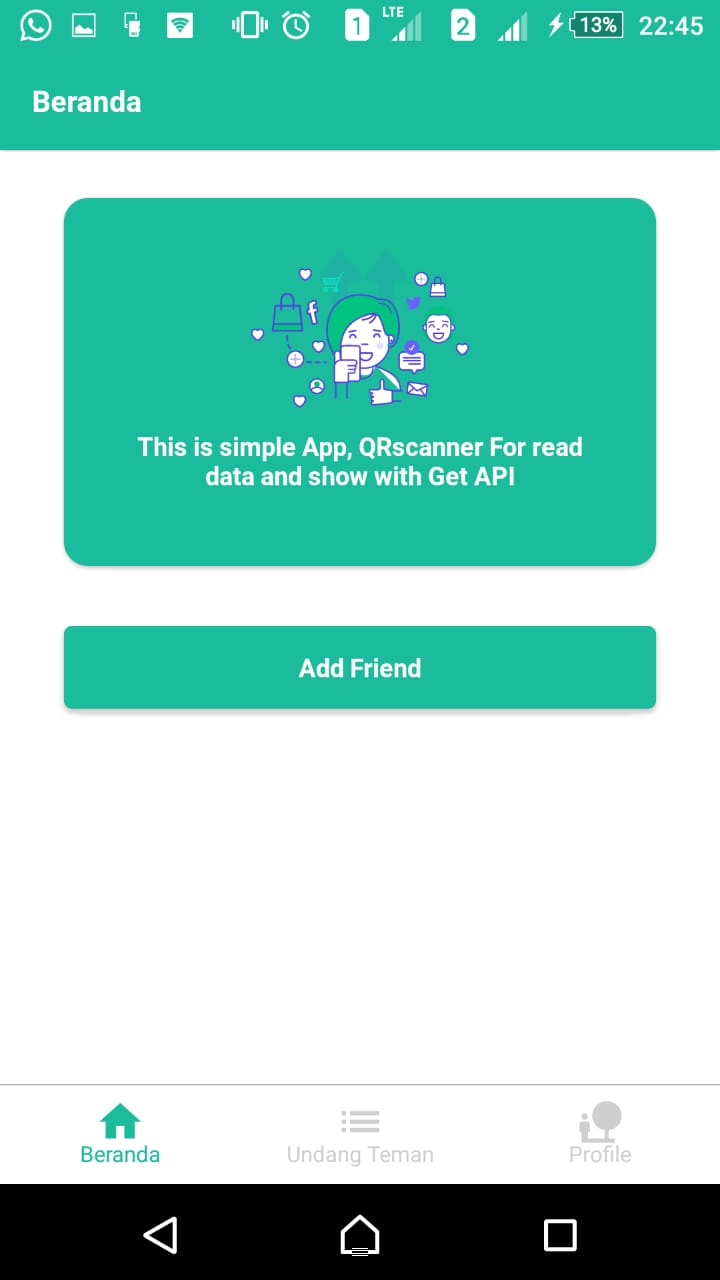 1 LTE 2 13% 22:45
Beranda
This is simple App, QRscanner For read
data and show with Get API
Add Friend
Beranda Undang Teman Profile